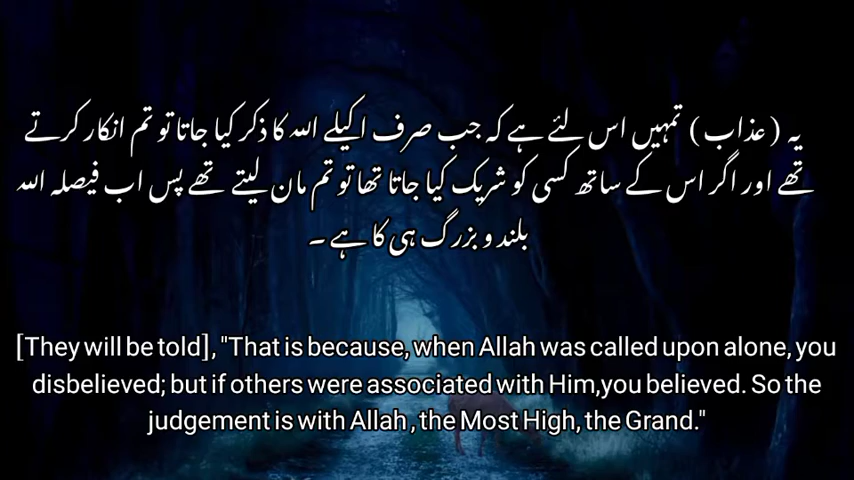 یہ (عذاب) تمہیں اس لئے ہے کہ جب صرف اکیلے اللہ کا ذکر کیا جاتا تو تم انکار کرتے
تھے اور اگر اس کے ساتھ کسی کو شریک کیا جاتا تھا تو تم مان لیتے تھے پس اب فیصلہ اللہ
بلند و بزرگ ہی کا ہے ۔
[They will be told], "That is because, when Allah was called upon alone, you
disbelieved; but if others were associated with Him,you believed. So the
judgement is with Allah , the Most High, the Grand."